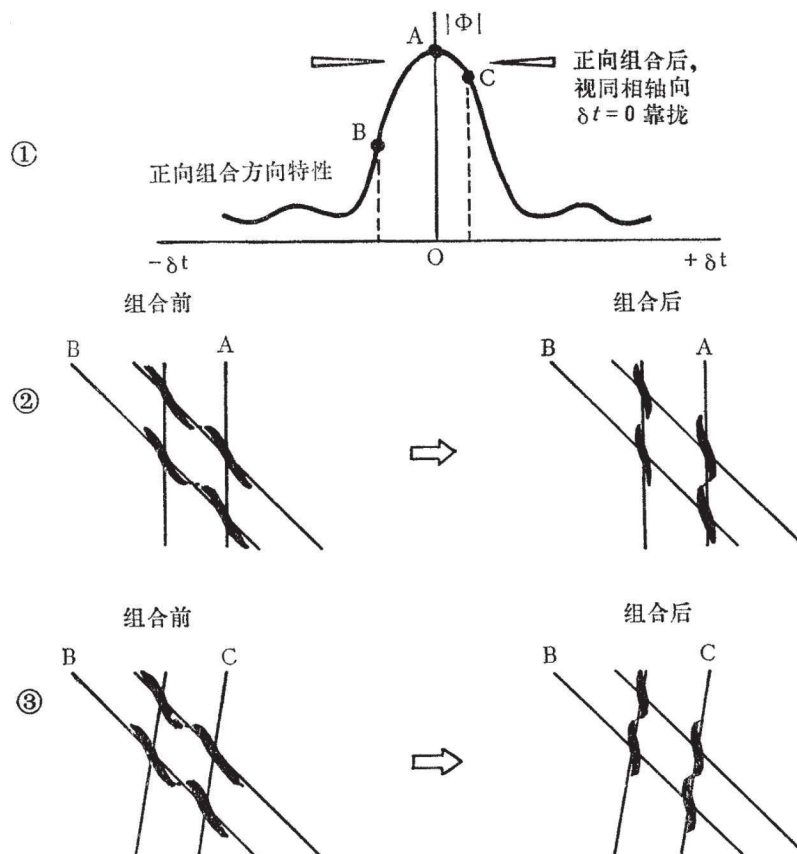 |Φ|
A
C
正向组合后，
视同相轴向
δt=0 靠拢
B
①
正向组合方向特性
-δt
O
+δt
组合前
组合后
B
A
B
A
②
组合前
组合后
B
C
B
C
③